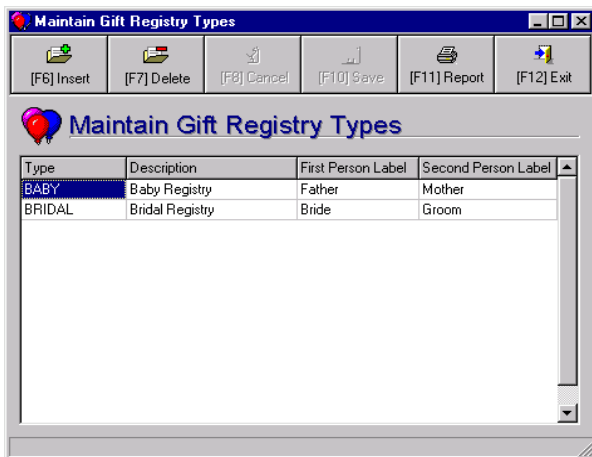 Maintain Gift Registry Types
[F6] Insert [F7] Delete [F8] Cancel [F10] Save [F11] Report [F12] Exit
Maintain Gift Registry Types
Type Description First Person Label Second Person Label
BABY Baby Registry Father Mother
BRIDAL Bridal Registry Bride Groom